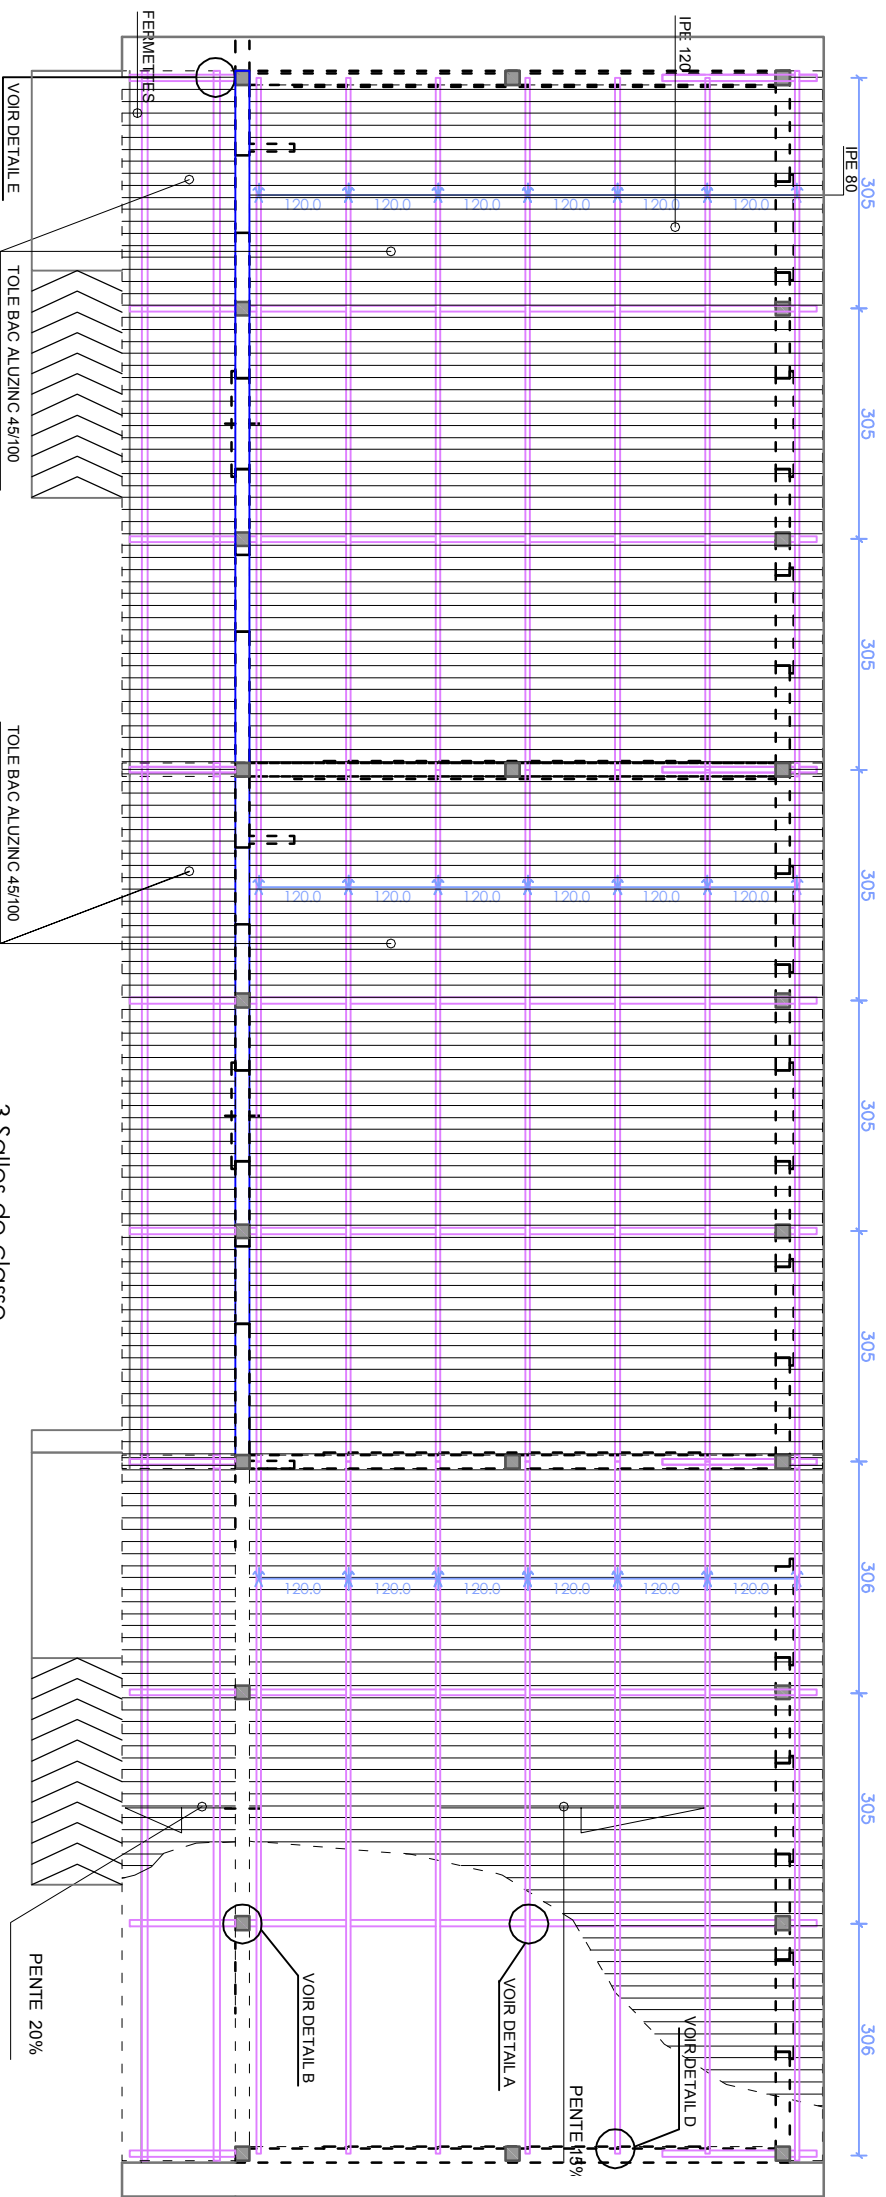 305 305 305 305 305 305 306 305 306
IPE 80
120.0 120.0 120.0
IPE 120
VOIR DETAIL D
120.0 120.0 120.0
PENTE 15%
120.0 120.0 120.0
VOIR DETAIL A
120.0 120.0 120.0
120.0 120.0 120.0
VOIR DETAIL B
120.0 120.0 120.0
FERMETTES
PENTE 20%
VOIR DETAIL E
TOLE BAC ALUZINC 45/100
TOLE BAC ALUZINC 45/100
3 Salles de classe